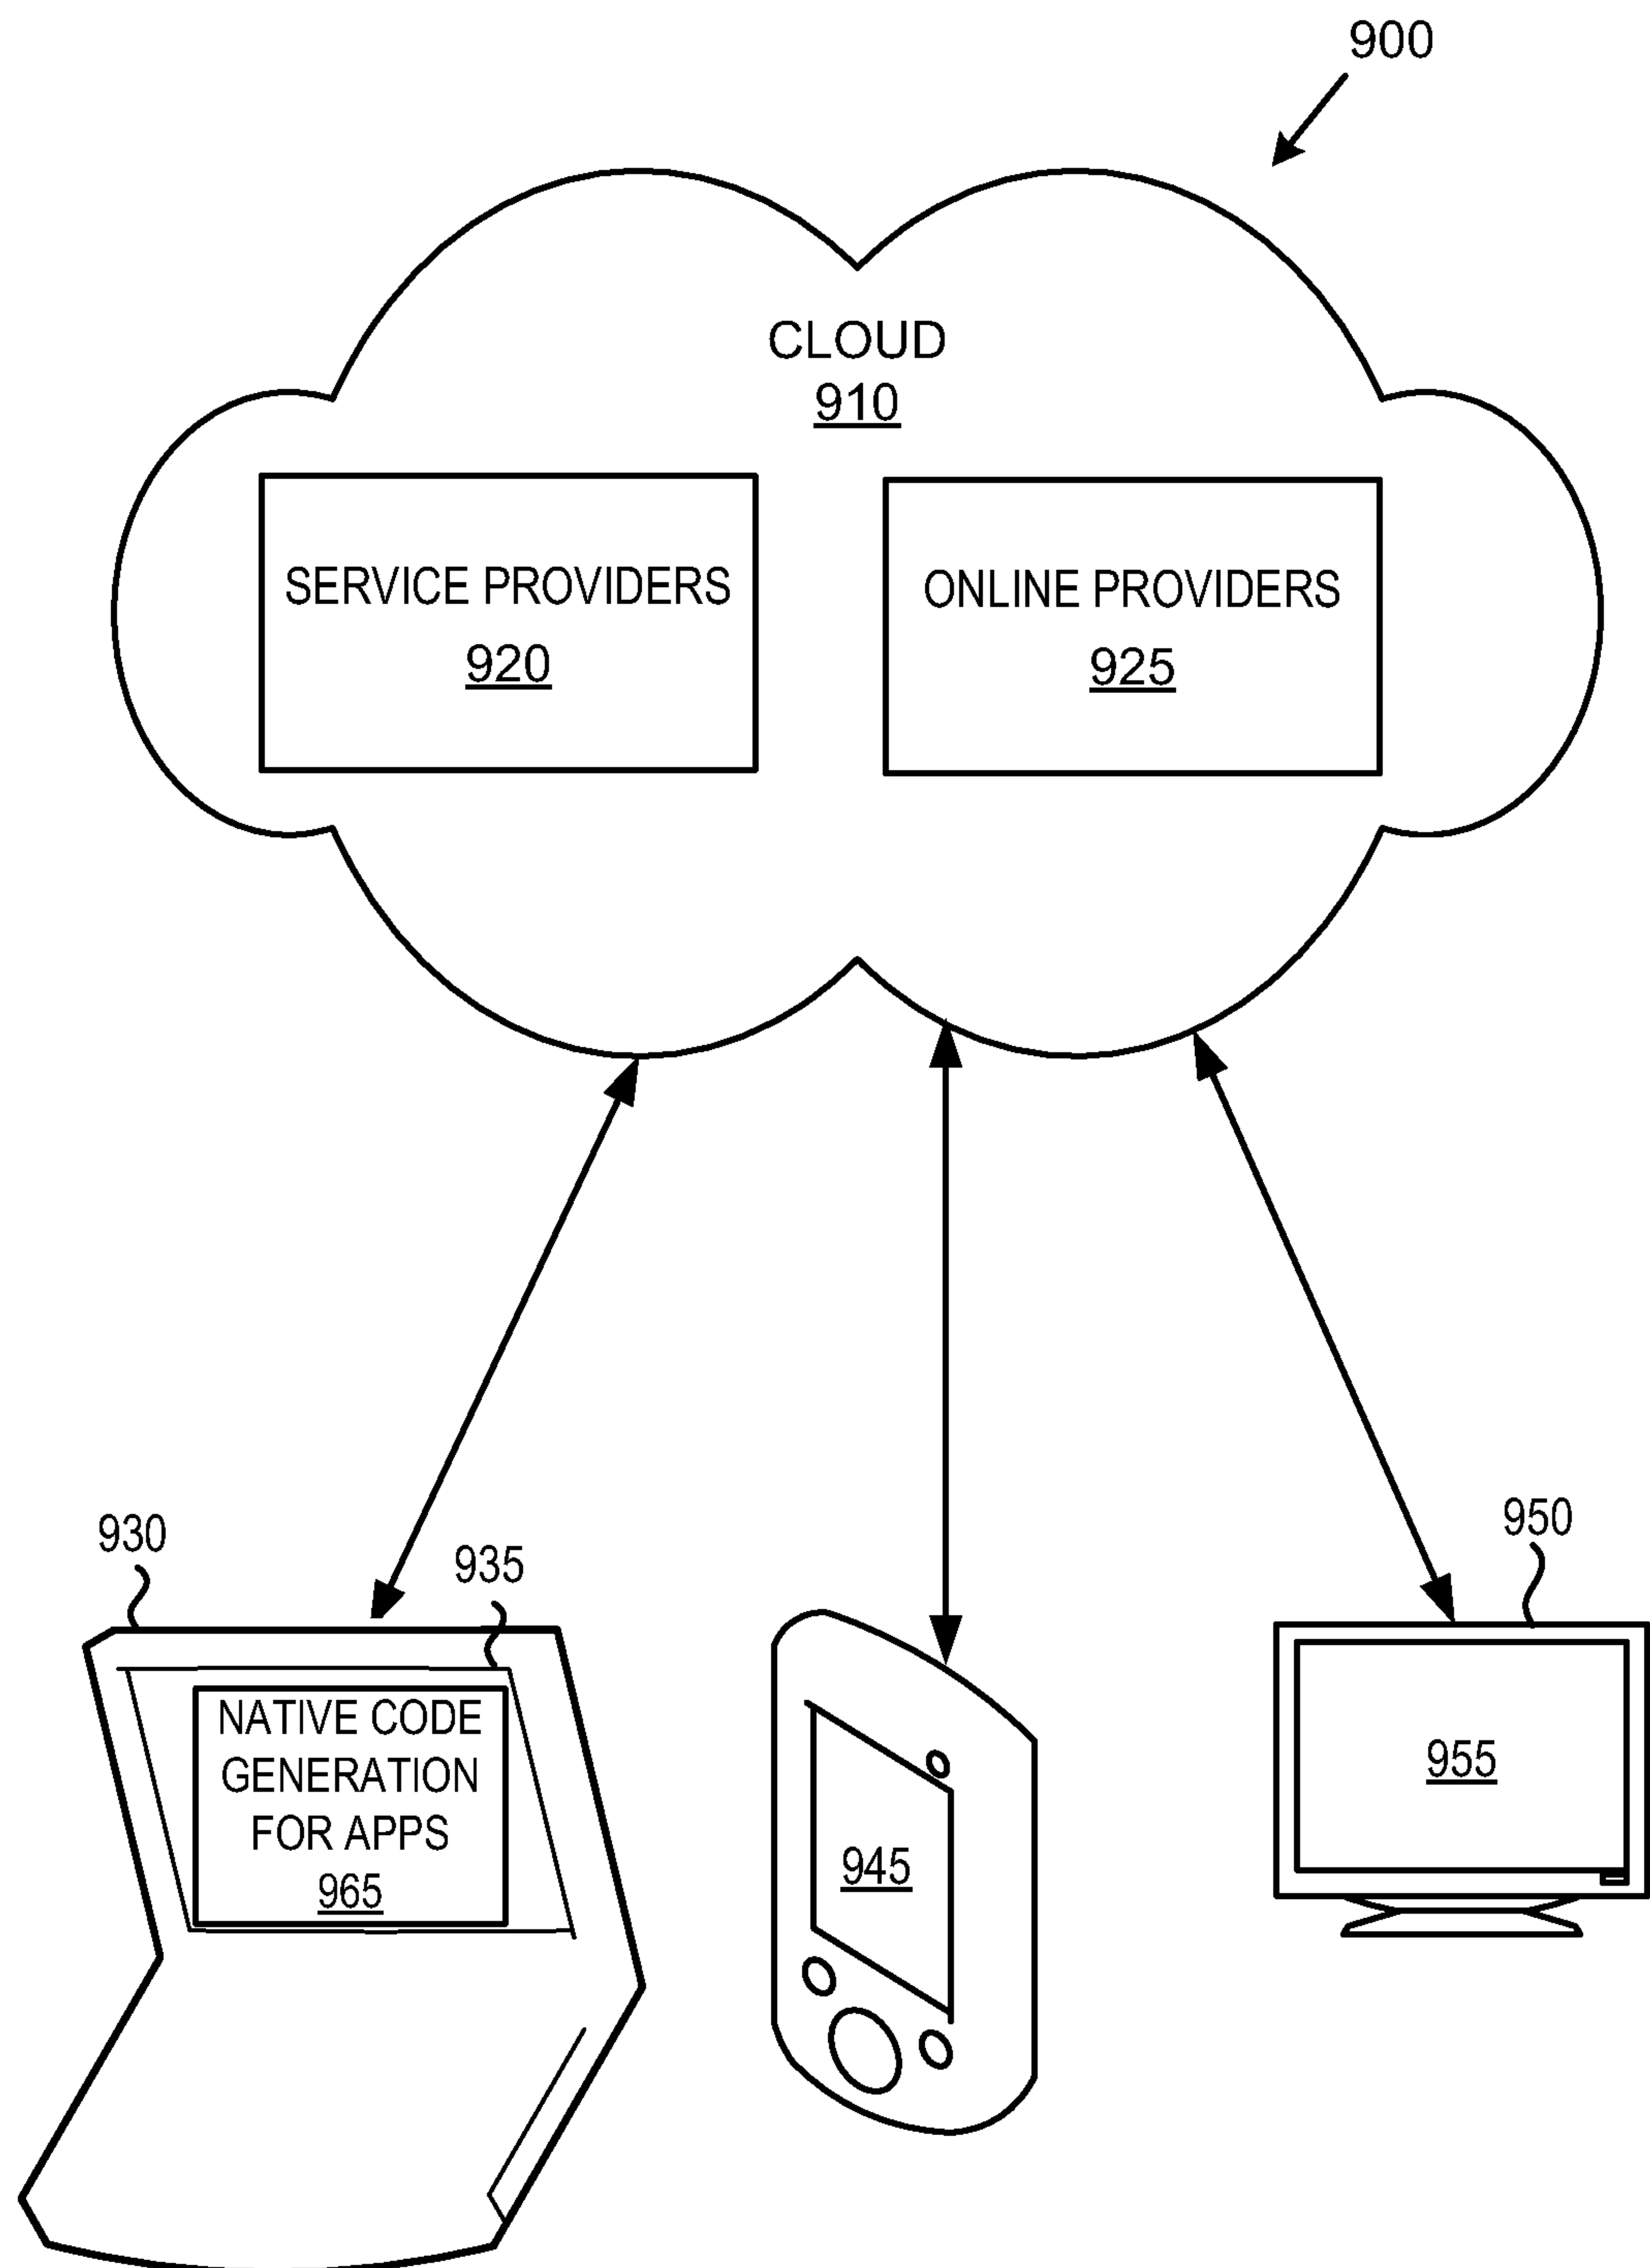 900
CLOUD
910
SERVICE PROVIDERS
920
ONLINE PROVIDERS
925
930
935
950
NATIVE CODE
GENERATION
FOR APPS
965
945
955